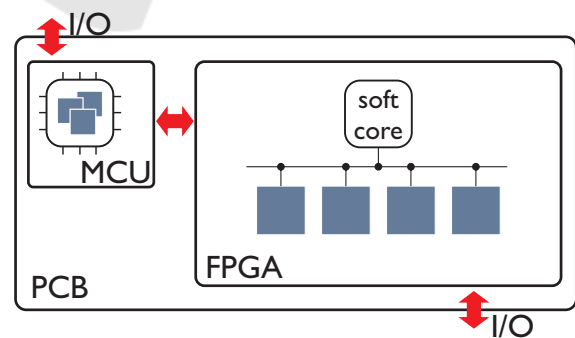 I/O
soft
core
MCU
FPGA
PCB
I/O